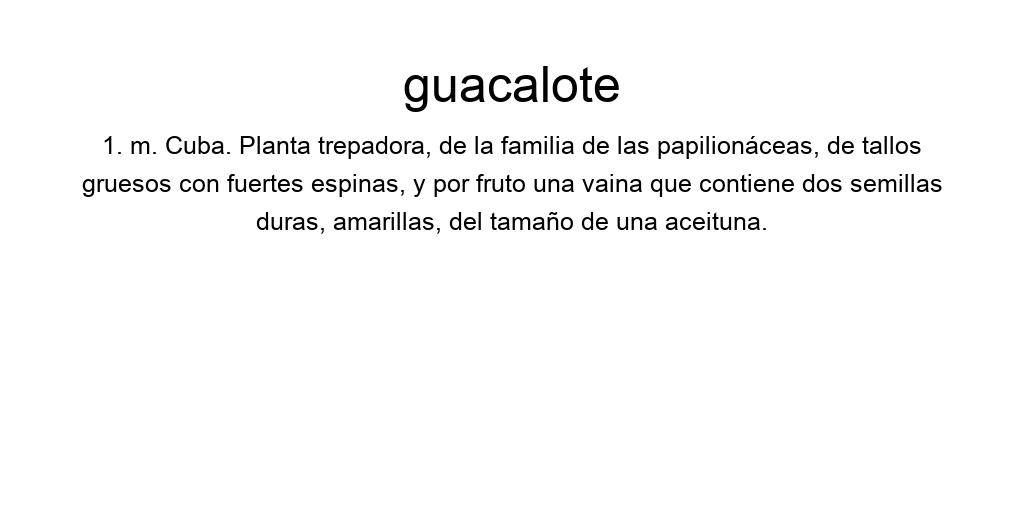 guacalote
1. m. Cuba. Planta trepadora, de la familia de las papilionáceas, de tallos
gruesos con fuertes espinas, y por fruto una vaina que contiene dos semillas
duras, amarillas, del tamaño de una aceituna.